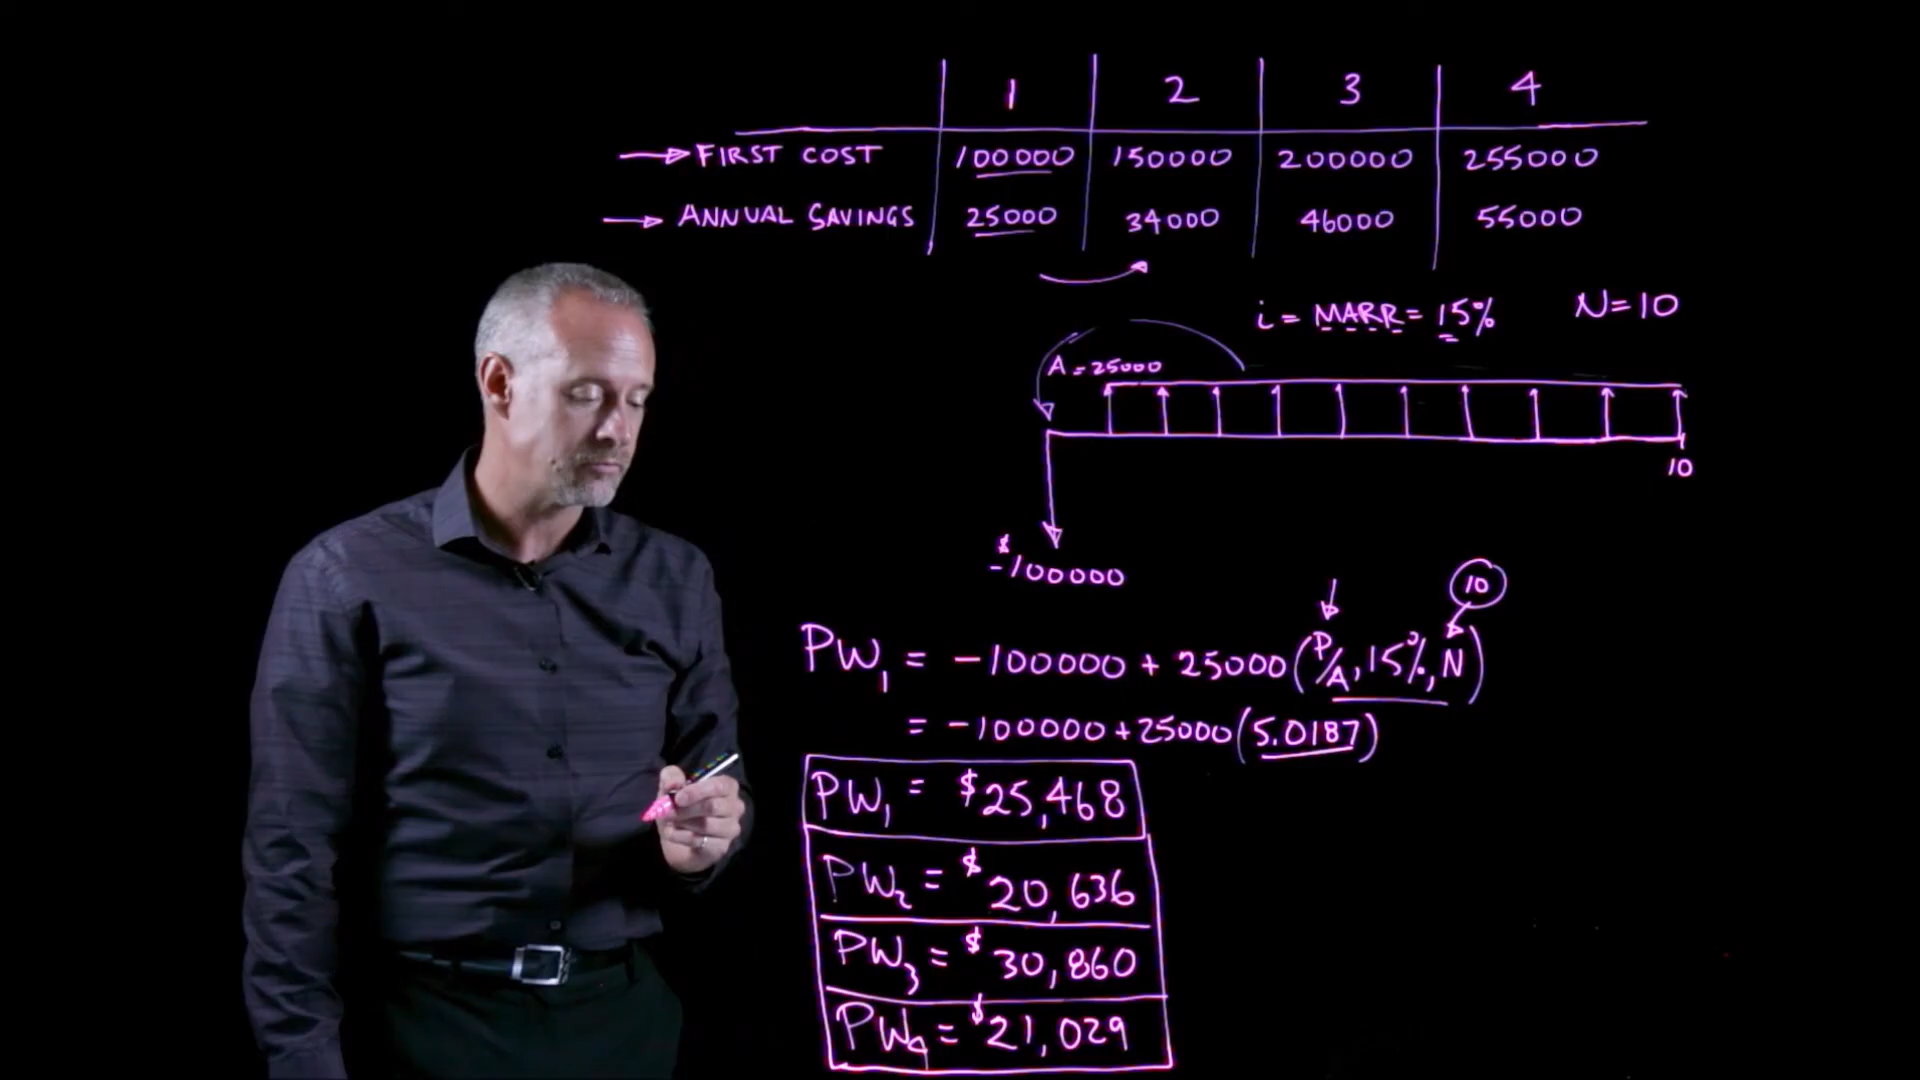 1 2 3 4
FIRST COST 100000 150000 200000 255000
ANNUAL SAVINGS 25000 34000 46000 55000
i = MARR = 15% N=10
A = 25000
10
$
-100000
10
PW1 = -100000 + 25000 (P/A, 15%, N)
= -100000 + 25000 (5.0187)
PW1 = $25,468
PW2 = $20,636
PW3 = $30,860
PW4 = $21,029